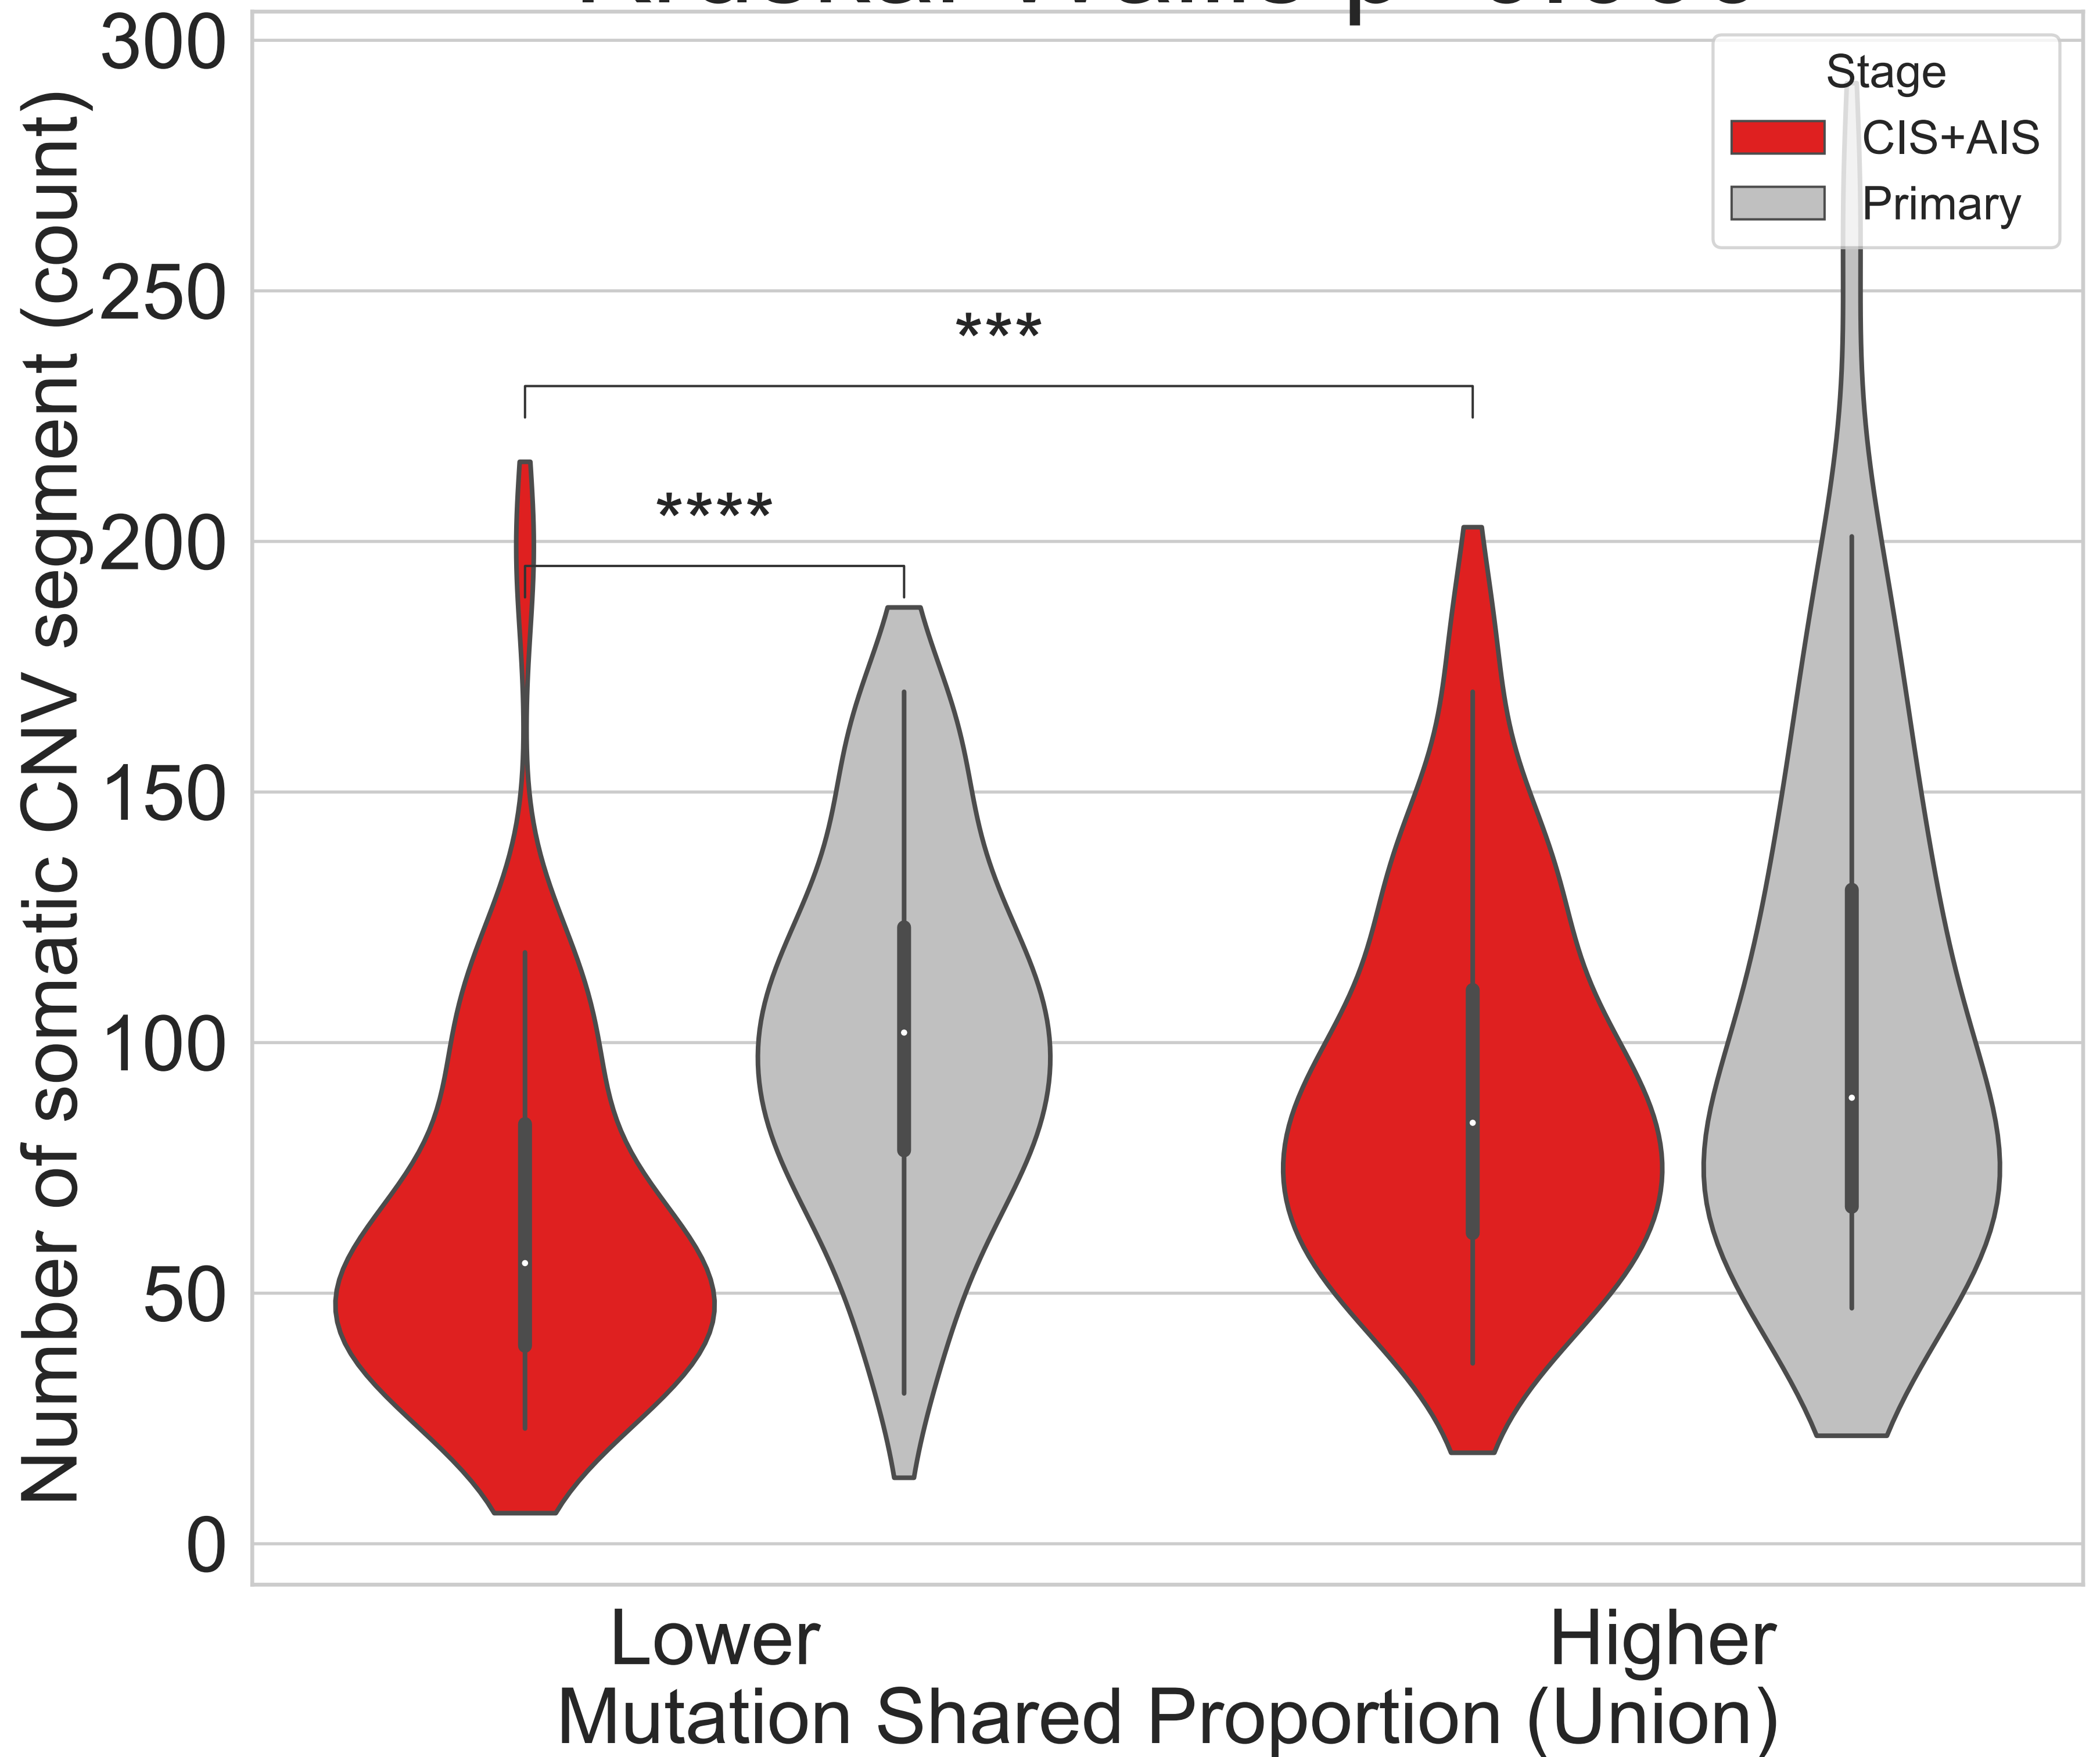 300
250
200
150
100
50
0
Number of somatic CNV segment (count)
Stage
CIS+AIS
Primary
***
****
Lower
Higher
Mutation Shared Proportion (Union)